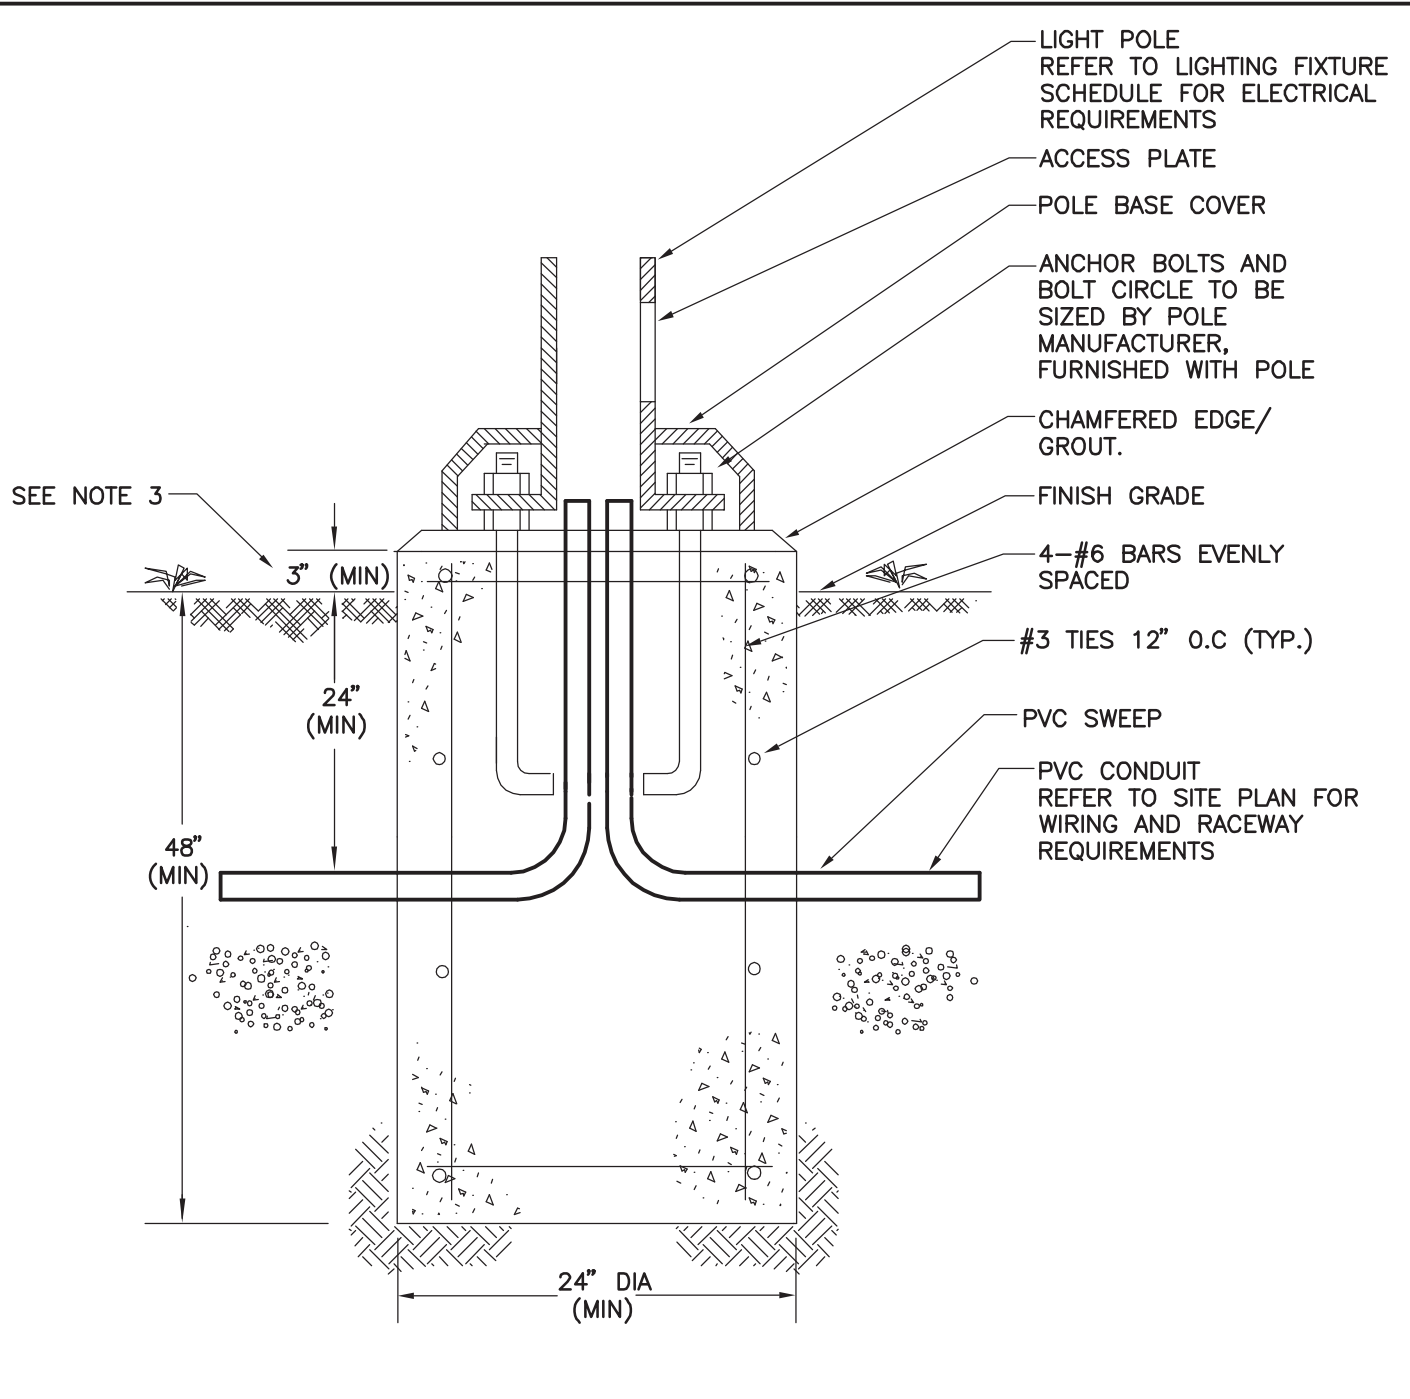 LIGHT POLE
REFER TO LIGHTING FIXTURE
SCHEDULE FOR ELECTRICAL
REQUIREMENTS
ACCESS PLATE
POLE BASE COVER
ANCHOR BOLTS AND
BOLT CIRCLE TO BE
SIZED BY POLE
MANUFACTURER,
FURNISHED WITH POLE
CHAMFERED EDGE/
GROUT.
SEE NOTE 3
FINISH GRADE
4-#6 BARS EVENLY
SPACED
3" (MIN)
#3 TIES 12" O.C (TYP.)
24"
(MIN)
PVC SWEEP
PVC CONDUIT
REFER TO SITE PLAN FOR
WIRING AND RACEWAY
REQUIREMENTS
48"
(MIN)
24" DIA
(MIN)